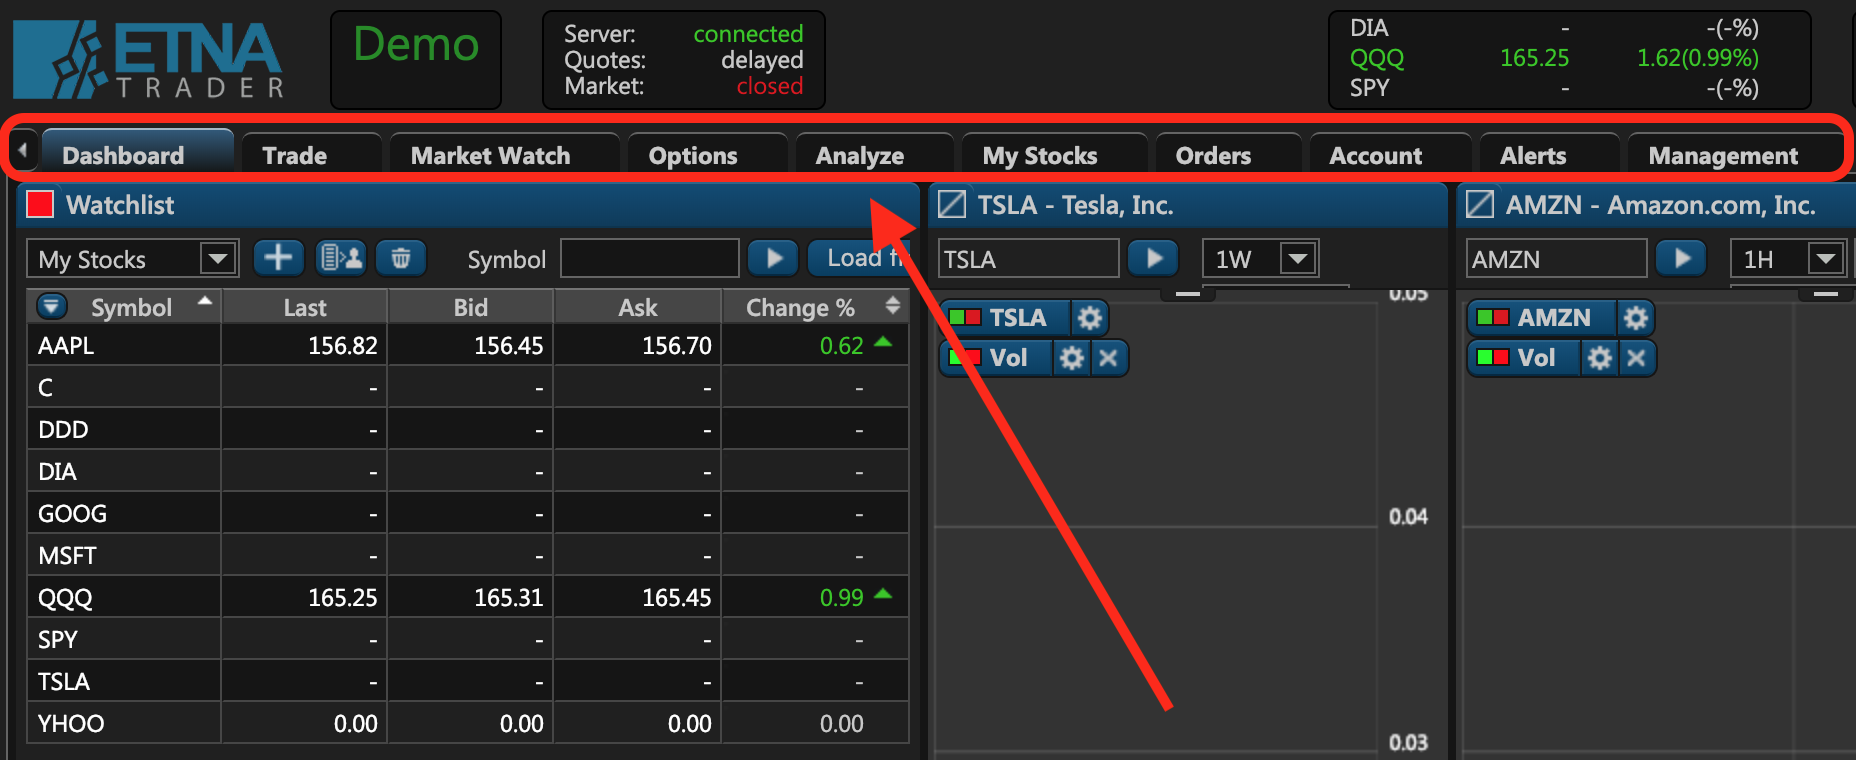 ETNA
TRADER
Demo
Server: connected
Quotes: delayed
Market: closed
DIA - -(-%)
QQQ 165.25 1.62(0.99%)
SPY - -(-%)
Dashboard Trade Market Watch Options Analyze My Stocks Orders Account Alerts Management
Watchlist
My Stocks Symbol Load
Symbol Last Bid Ask Change %
AAPL 156.82 156.45 156.70 0.62
C - - - -
DDD - - - -
DIA - - - -
GOOG - - - -
MSFT - - - -
QQQ 165.25 165.31 165.45 0.99
SPY - - - -
TSLA - - - -
YHOO 0.00 0.00 0.00 0.00
TSLA - Tesla, Inc.
TSLA 1W
TSLA
Vol
0.05
0.04
0.03
AMZN - Amazon.com, Inc.
AMZN 1H
AMZN
Vol